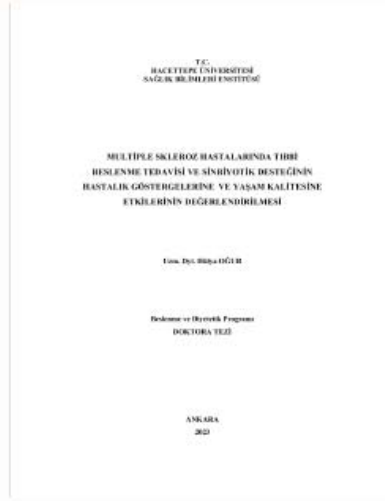 T.C.
HACETTEPE ÜNİVERSİTESİ
SAĞLIK BİLİMLERİ ENSTİTÜSÜ
MULTİPLE SKLEROZ HASTALARINDA TIBBİ
BESLENME TEDAVİSİ VE SİNBİYOTİK DESTEĞİNİN
HASTALIK GÖSTERGELERİNE VE YAŞAM KALİTESİNE
ETKİLERİNİN DEĞERLENDİRİLMESİ
Uzm. Dyt. Hülya OĞUR
Beslenme ve Diyetetik Programı
DOKTORA TEZİ
ANKARA
2023